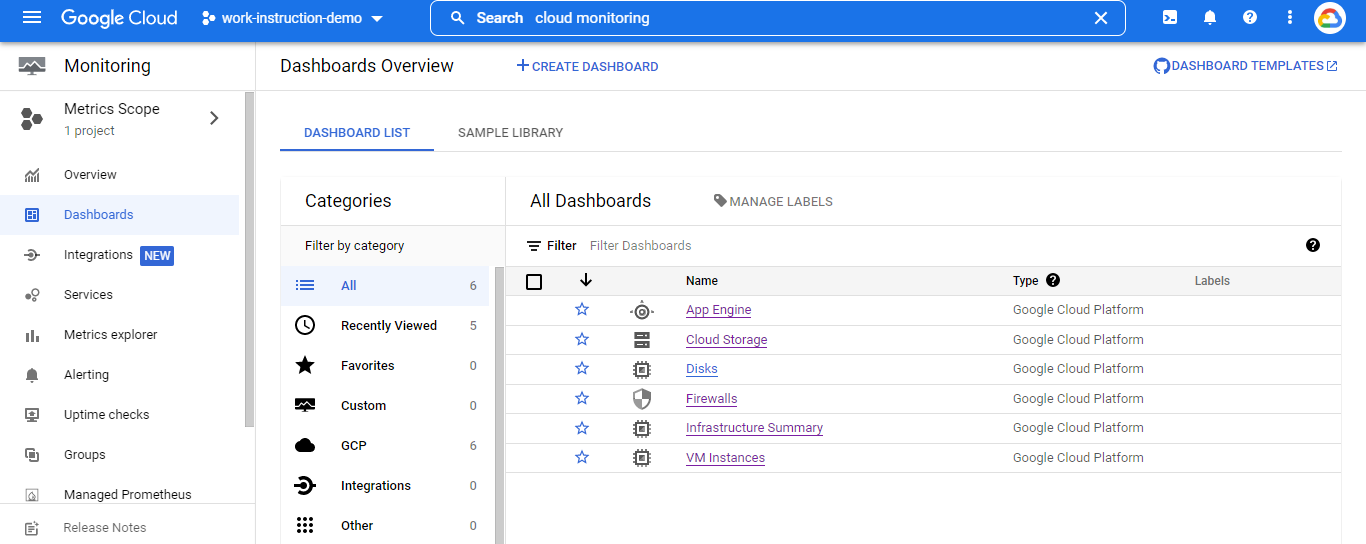 Google Cloud
work-instruction-demo
Search cloud monitoring
Monitoring
Dashboards Overview
CREATE DASHBOARD
DASHBOARD TEMPLATES
Metrics Scope
1 project
Overview
Dashboards
Integrations NEW
Services
Metrics explorer
Alerting
Uptime checks
Groups
Managed Prometheus
Release Notes
DASHBOARD LIST
SAMPLE LIBRARY
Categories
Filter by category
All 6
Recently Viewed 5
Favorites 0
Custom 0
GCP 6
Integrations 0
Other 0
All Dashboards
MANAGE LABELS
Filter Filter Dashboards
Name Type Labels
App Engine Google Cloud Platform
Cloud Storage Google Cloud Platform
Disks Google Cloud Platform
Firewalls Google Cloud Platform
Infrastructure Summary Google Cloud Platform
VM Instances Google Cloud Platform